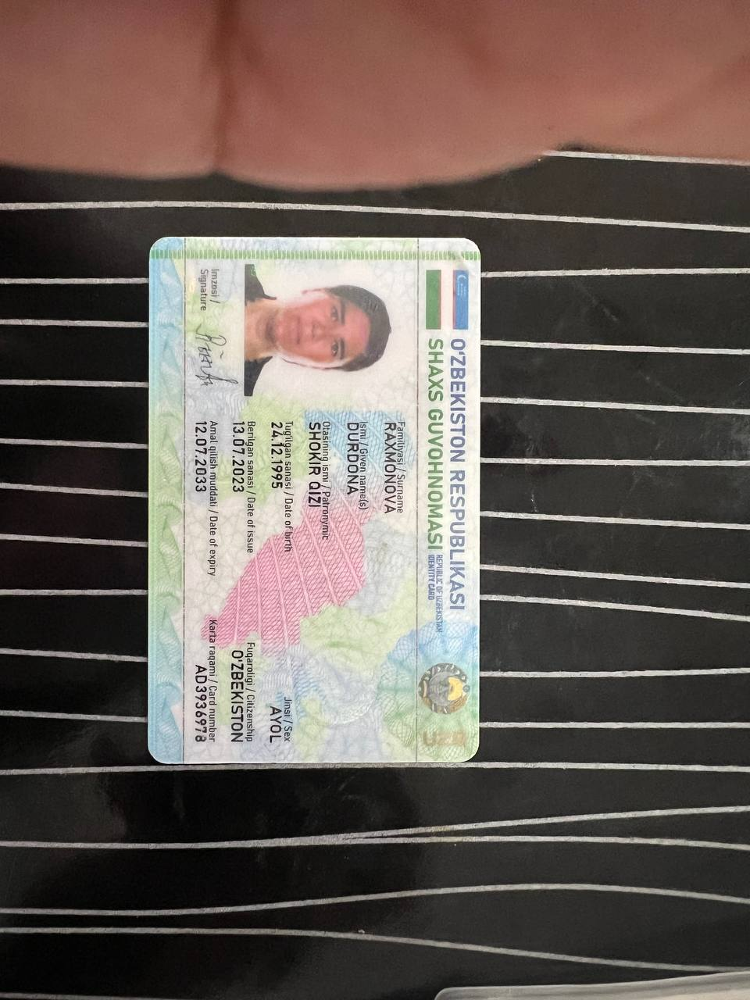 O'ZBEKISTON RESPUBLIKASI
SHAXS GUVOHNOMASI REPUBLIC OF UZBEKISTAN
IDENTITY CARD
Familiyasi / Surname
RAXMONOVA
Ismi / Given name(s)
DURDONA
Otasining ismi / Patronymic
SHOKIR QIZI
Tug'ilgan sanasi / Date of birth
24.12.1995
Jinsi / Sex
AYOL
Berilgan sanasi / Date of issue
13.07.2023
Fuqaroligi / Citizenship
O'ZBEKISTON
Imzosi /
Signature
Amal qilish muddati / Date of expiry
12.07.2033
Karta raqami / Card number
AD3936978